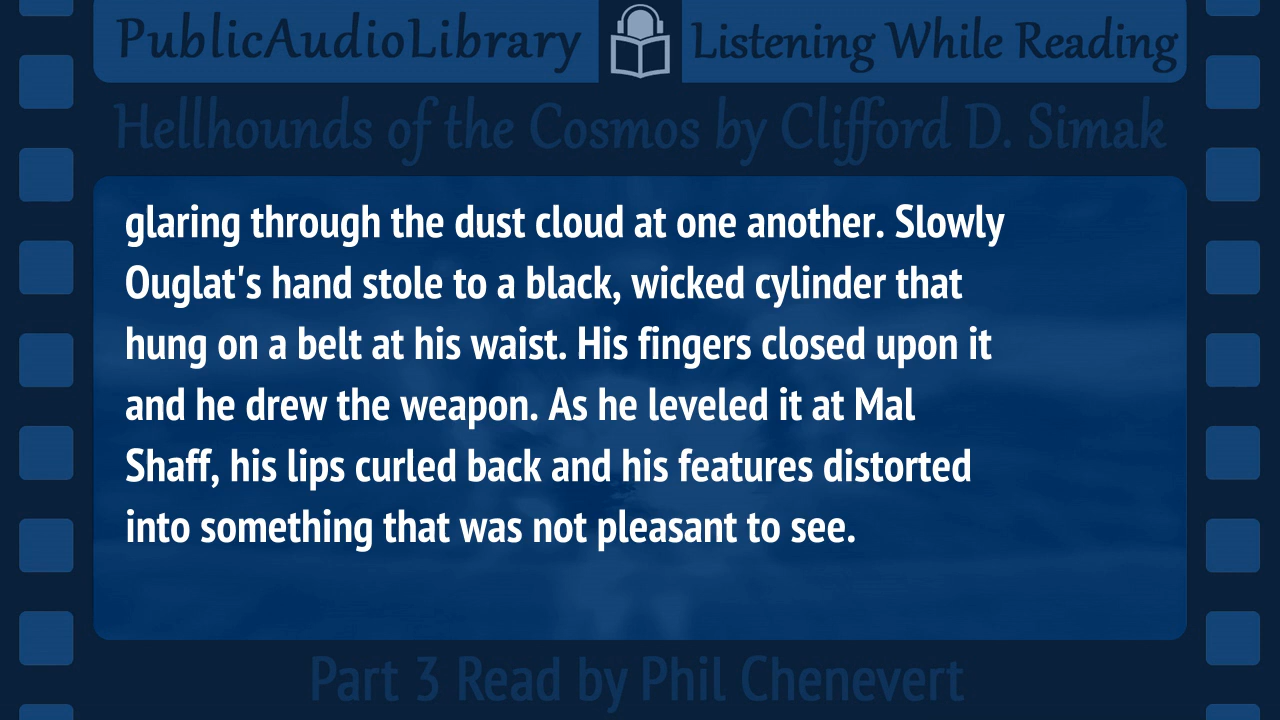 PublicAudioLibrary Listening While Reading
Hellhounds of the Cosmos by Clifford D. Simak
glaring through the dust cloud at one another. Slowly
Ouglat's hand stole to a black, wicked cylinder that
hung on a belt at his waist. His fingers closed upon it
and he drew the weapon. As he leveled it at Mal
Shaff, his lips curled back and his features distorted
into something that was not pleasant to see.
Part 3 Read by Phil Chenevert